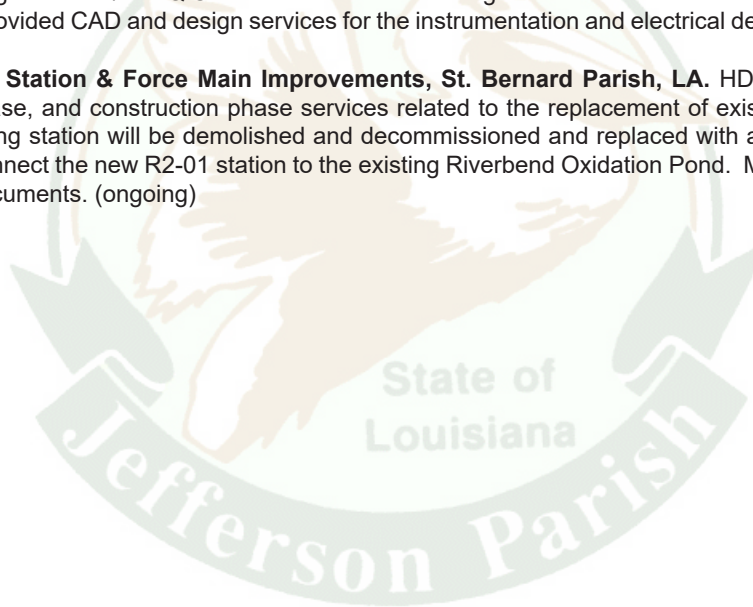 ovided CAD and design services for the instrumentation and electrical de
Station & Force Main Improvements, St. Bernard Parish, LA. HD
se, and construction phase services related to the replacement of exis
ng station will be demolished and decommissioned and replaced with a
nnect the new R2-01 station to the existing Riverbend Oxidation Pond. M
cuments. (ongoing)
State of
Louisiana
Jefferson Parish